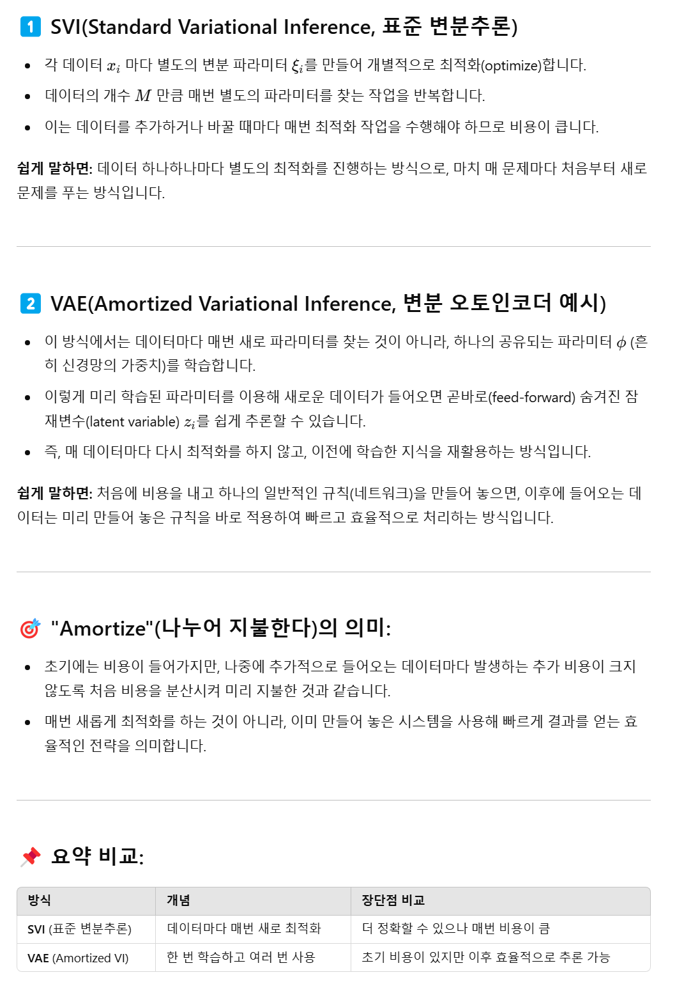 1 SVI(Standard Variational Inference, 표준 변분추론)
• 각 데이터 xᵢ 마다 별도의 변분 파라미터 ξᵢ를 만들어 개별적으로 최적화(optimize)합니다.
• 데이터의 개수 M 만큼 매번 별도의 파라미터를 찾는 작업을 반복합니다.
• 이는 데이터를 추가하거나 바꿀 때마다 매번 최적화 작업을 수행해야 하므로 비용이 큽니다.
쉽게 말하면: 데이터 하나하나마다 별도의 최적화를 진행하는 방식으로, 마치 매 문제마다 처음부터 새로
문제를 푸는 방식입니다.
2 VAE(Amortized Variational Inference, 변분 오토인코더 예시)
• 이 방식에서는 데이터마다 매번 새로 파라미터를 찾는 것이 아니라, 하나의 공유되는 파라미터 ϕ (흔
히 신경망의 가중치)를 학습합니다.
• 이렇게 미리 학습된 파라미터를 이용해 새로운 데이터가 들어오면 곧바로(feed-forward) 숨겨진 잠
재변수(latent variable) zᵢ를 쉽게 추론할 수 있습니다.
• 즉, 매 데이터마다 다시 최적화를 하지 않고, 이전에 학습한 지식을 재활용하는 방식입니다.
쉽게 말하면: 처음에 비용을 내고 하나의 일반적인 규칙(네트워크)을 만들어 놓으면, 이후에 들어오는 데
이터는 미리 만들어 놓은 규칙을 바로 적용하여 빠르고 효율적으로 처리하는 방식입니다.
🎯 "Amortize"(나누어 지불한다)의 의미:
• 초기에는 비용이 들어가지만, 나중에 추가적으로 들어오는 데이터마다 발생하는 추가 비용이 크지
않도록 처음 비용을 분산시켜 미리 지불한 것과 같습니다.
• 매번 새롭게 최적화를 하는 것이 아니라, 이미 만들어 놓은 시스템을 사용해 빠르게 결과를 얻는 효
율적인 전략을 의미합니다.
📌 요약 비교:
방식 개념 장단점 비교
SVI (표준 변분추론) 데이터마다 매번 새로 최적화 더 정확할 수 있으나 매번 비용이 큼
VAE (Amortized VI) 한 번 학습하고 여러 번 사용 초기 비용이 있지만 이후 효율적으로 추론 가능